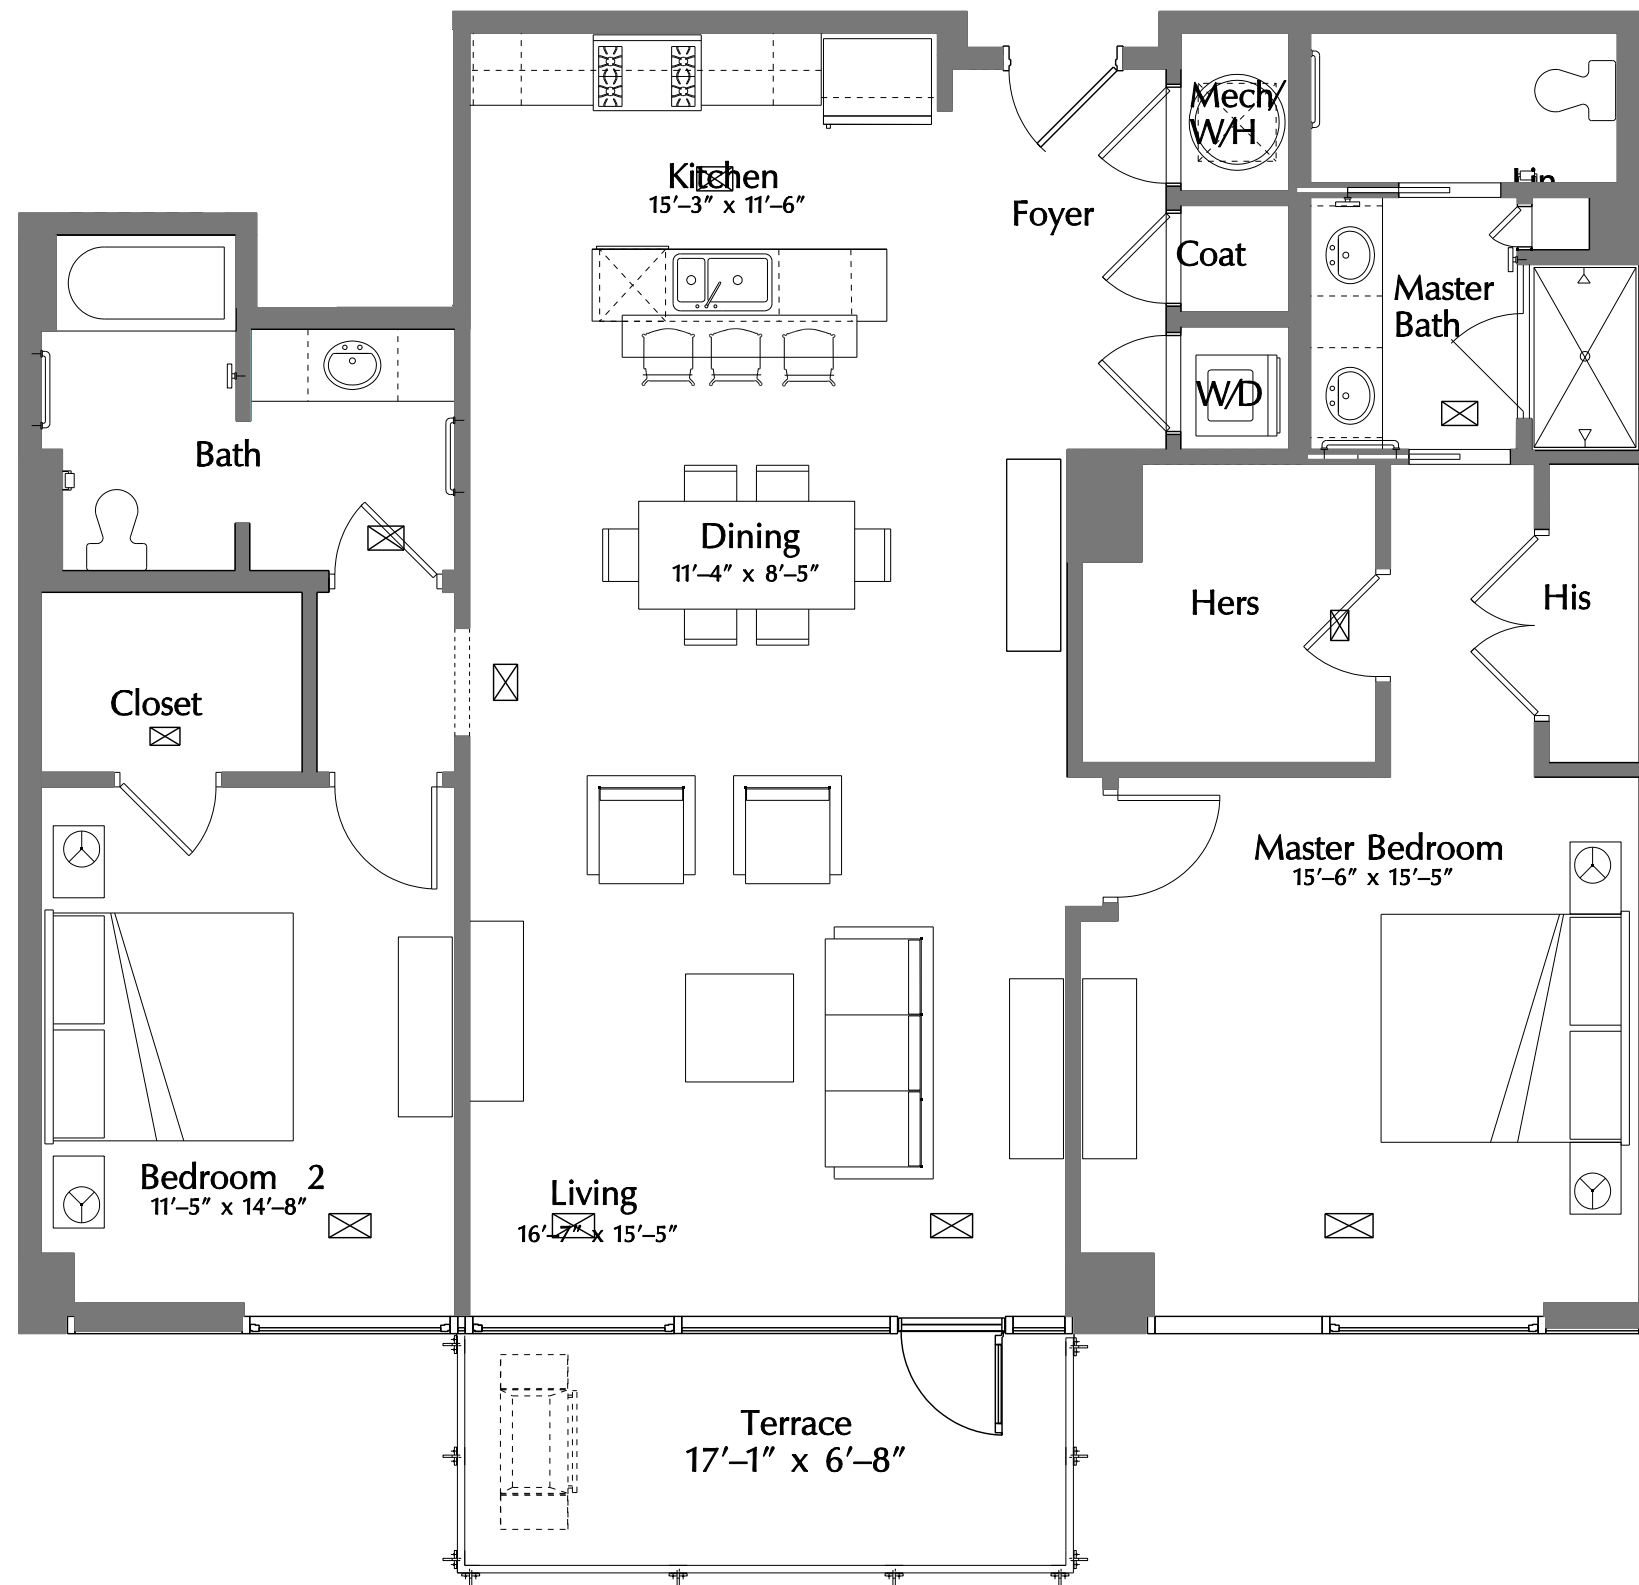 Mech/
W/H
Kitchen
15'–3" x 11'–6"
Foyer
Lin
Coat
Master
Bath
W/D
Bath
Dining
11'–4" x 8'–5"
Hers
His
Closet
Master Bedroom
15'–6" x 15'–5"
Bedroom 2
11'–5" x 14'–8"
Living
16'–7" x 15'–5"
Terrace
17'–1" x 6'–8"